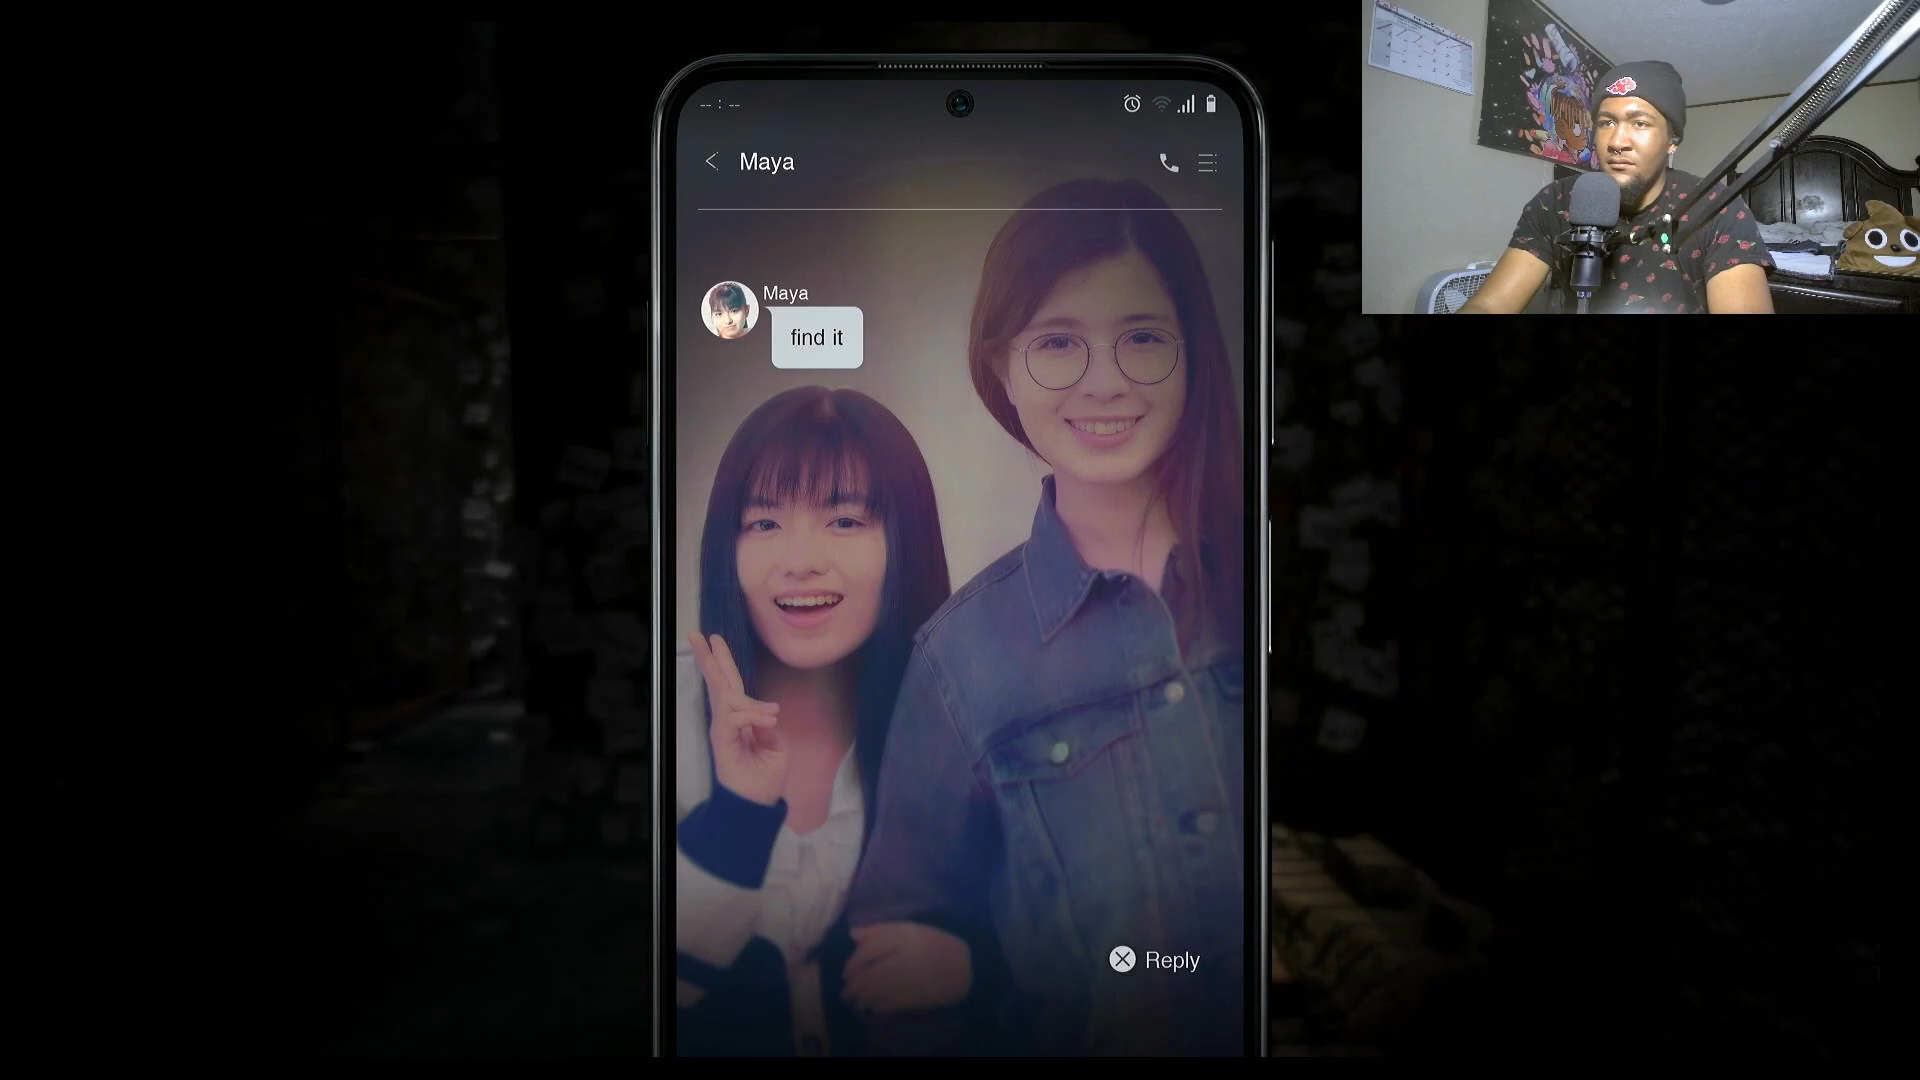 -- : --
Maya
Maya
find it
Reply